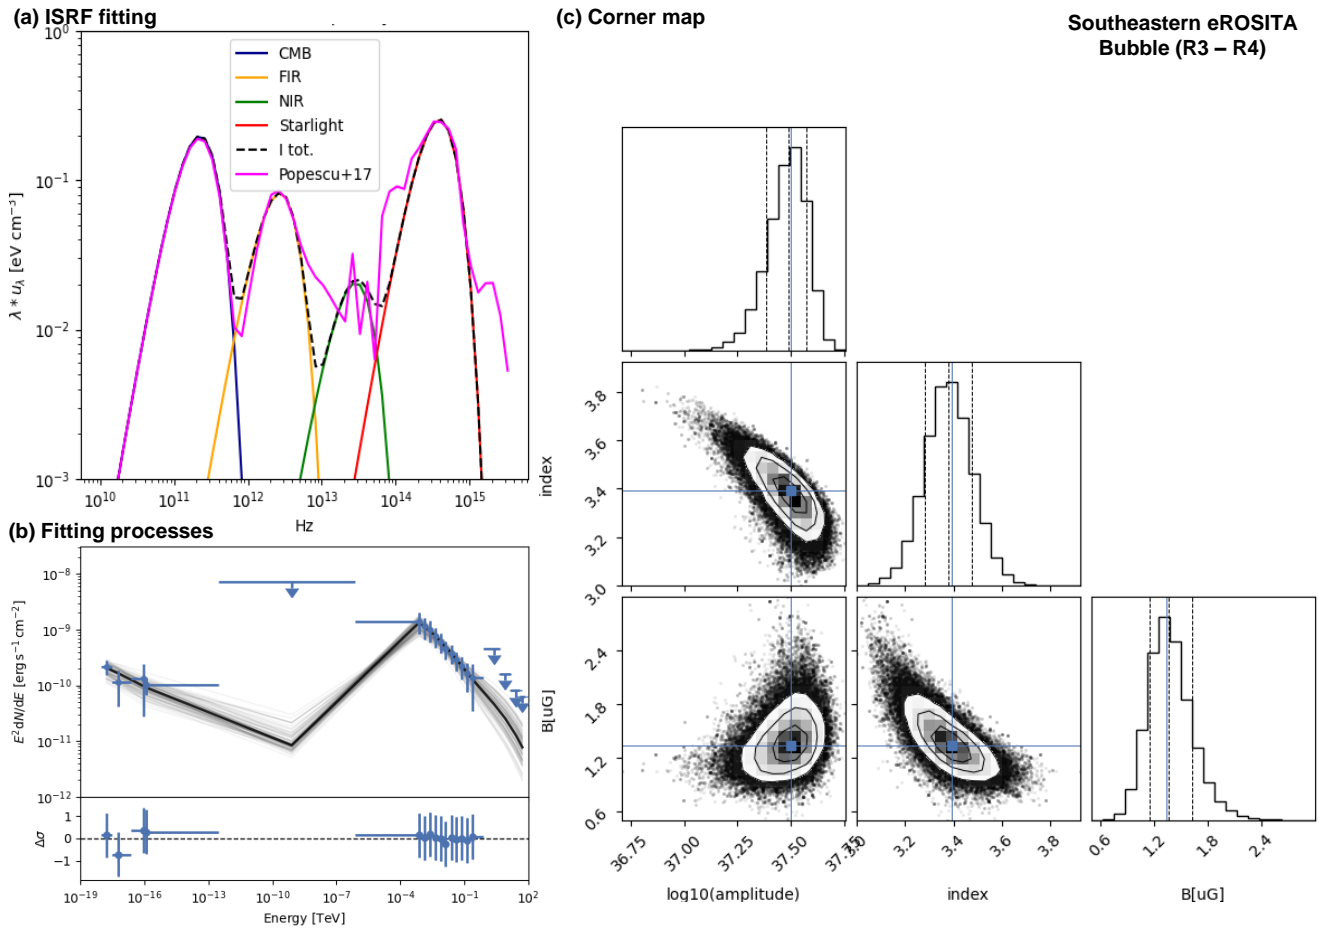 (a) ISRF fitting
(c) Corner map
Southeastern eROSITA
Bubble (R3 – R4)
10⁰
10⁻¹
10⁻²
10⁻³
λ * u_λ [eV cm⁻³]
CMB
FIR
NIR
Starlight
I tot.
Popescu+17
10¹⁰ 10¹¹ 10¹² 10¹³ 10¹⁴ 10¹⁵
Hz
(b) Fitting processes
10⁻⁸
10⁻⁹
10⁻¹⁰
10⁻¹¹
10⁻¹²
E²dN/dE [erg s⁻¹ cm⁻²]
1
0
−1
Δσ
10⁻¹⁹ 10⁻¹⁶ 10⁻¹³ 10⁻¹⁰ 10⁻⁷ 10⁻⁴ 10⁻¹ 10²
Energy [TeV]
index
3.8
3.6
3.4
3.2
3.0
B[uG]
3.0
2.4
1.8
1.2
0.6
36.75 37.00 37.25 37.50 37.75
log10(amplitude)
3.0 3.2 3.4 3.6 3.8
index
0.6 1.2 1.8 2.4
B[uG]